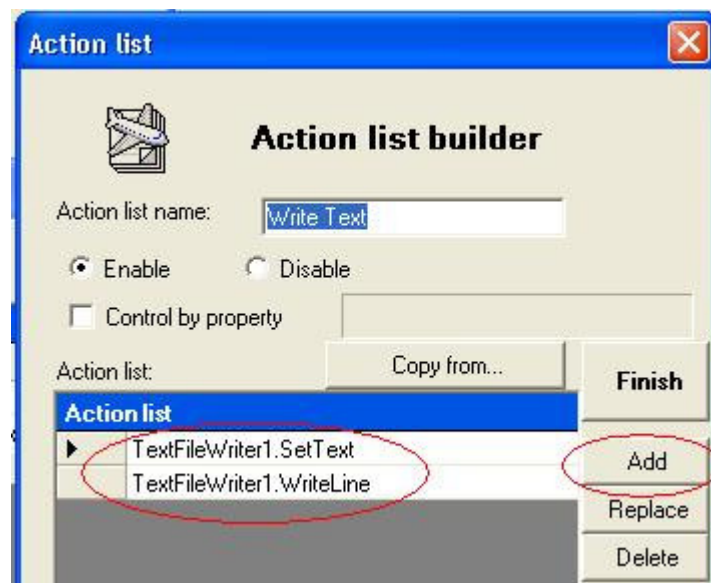 Action list
Action list builder
Action list name: Write Text
Enable Disable
Control by property
Action list: Copy from... Finish
Action list
TextFileWriter1.SetText Add
TextFileWriter1.WriteLine
Replace
Delete